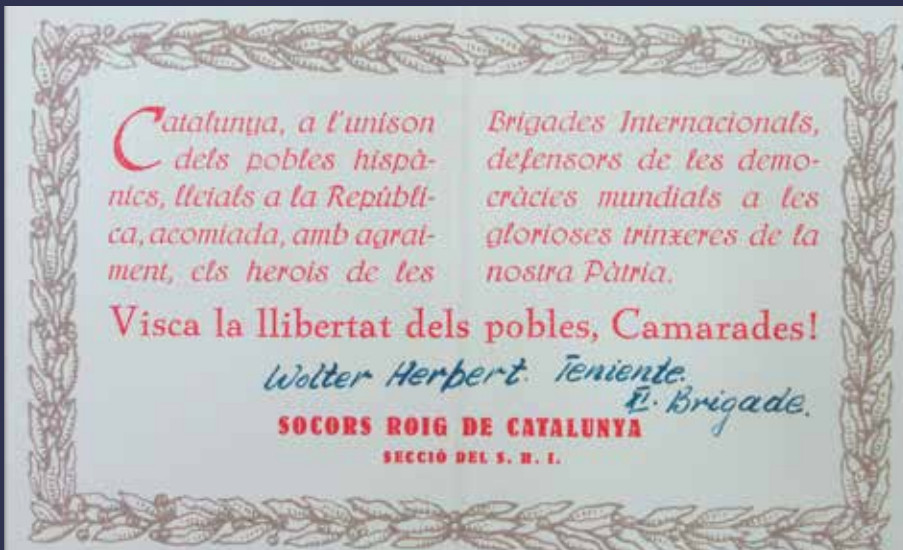 Catalunya, a l'unison
dels pobles hispà-
nics, lleials a la Repúbli-
ca, acomiada, amb agraï-
ment, els herois de les
Brigades Internacionals,
defensors de les demo-
cràcies mundials a les
glorioses trinxeres de la
nostra Pàtria.
Visca la llibertat dels pobles, Camarades!
Wolter Herbert. Teniente.
XI. Brigade.
SOCORS ROIG DE CATALUNYA
SECCIÓ DEL S. R. I.